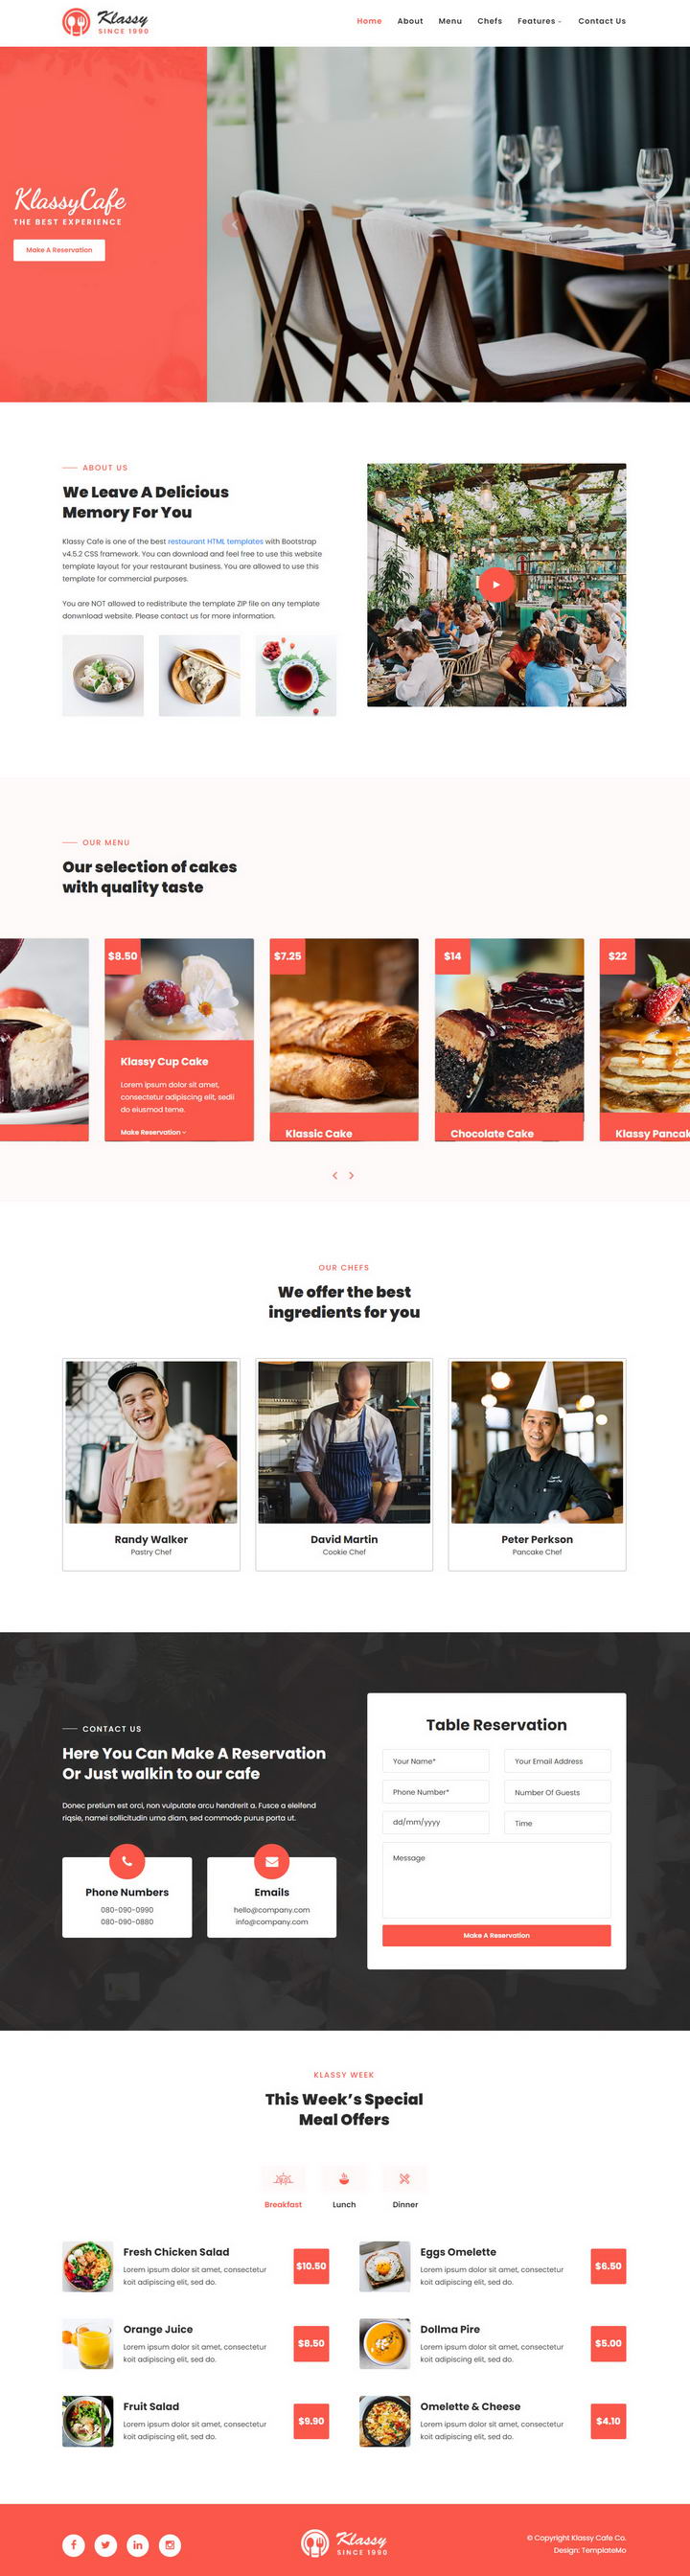 Klassy
SINCE 1990
Home About Menu Chefs Features Contact Us
KlassyCafe
THE BEST EXPERIENCE
Make A Reservation
ABOUT US
We Leave A Delicious
Memory For You
Klassy Cafe is one of the best restaurant HTML templates with Bootstrap
v4.5.2 CSS framework. You can download and feel free to use this website
template layout for your restaurant business. You are allowed to use this
template for commercial purposes.
You are NOT allowed to redistribute the template ZIP file on any template
donwnload website. Please contact us for more information.
OUR MENU
Our selection of cakes
with quality taste
$8.50
Klassy Cup Cake
Lorem ipsum dolor sit amet,
consectetur adipiscing elit, sedii
do eiusmod teme.
Make Reservation
$7.25
Klassic Cake
$14
Chocolate Cake
$22
Klassy Pancak
OUR CHEFS
We offer the best
ingredients for you
Randy Walker
Pastry Chef
David Martin
Cookie Chef
Peter Perkson
Pancake Chef
CONTACT US
Here You Can Make A Reservation
Or Just walkin to our cafe
Donec pretium est orci, non vulputate arcu hendrerit a. Fusce a eleifend
riqsie, namei sollicitudin urna diam, sed commodo purus porta ut.
Phone Numbers
080-090-0990
080-090-0880
Emails
hello@company.com
info@company.com
Table Reservation
Your Name*
Your Email Address
Phone Number*
Number Of Guests
dd/mm/yyyy
Time
Message
Make A Reservation
KLASSY WEEK
This Week's Special
Meal Offers
Breakfast
Lunch
Dinner
Fresh Chicken Salad
Lorem ipsum dolor sit amet, consectetur
koit adipiscing elit, sed do.
$10.50
Eggs Omelette
Lorem ipsum dolor sit amet, consectetur
koit adipiscing elit, sed do.
$6.50
Orange Juice
Lorem ipsum dolor sit amet, consectetur
koit adipiscing elit, sed do.
$8.50
Dollma Pire
Lorem ipsum dolor sit amet, consectetur
koit adipiscing elit, sed do.
$5.00
Fruit Salad
Lorem ipsum dolor sit amet, consectetur
koit adipiscing elit, sed do.
$9.90
Omelette & Cheese
Lorem ipsum dolor sit amet, consectetur
koit adipiscing elit, sed do.
$4.10
Klassy
SINCE 1990
© Copyright Klassy Cafe Co.
Design: TemplateMo